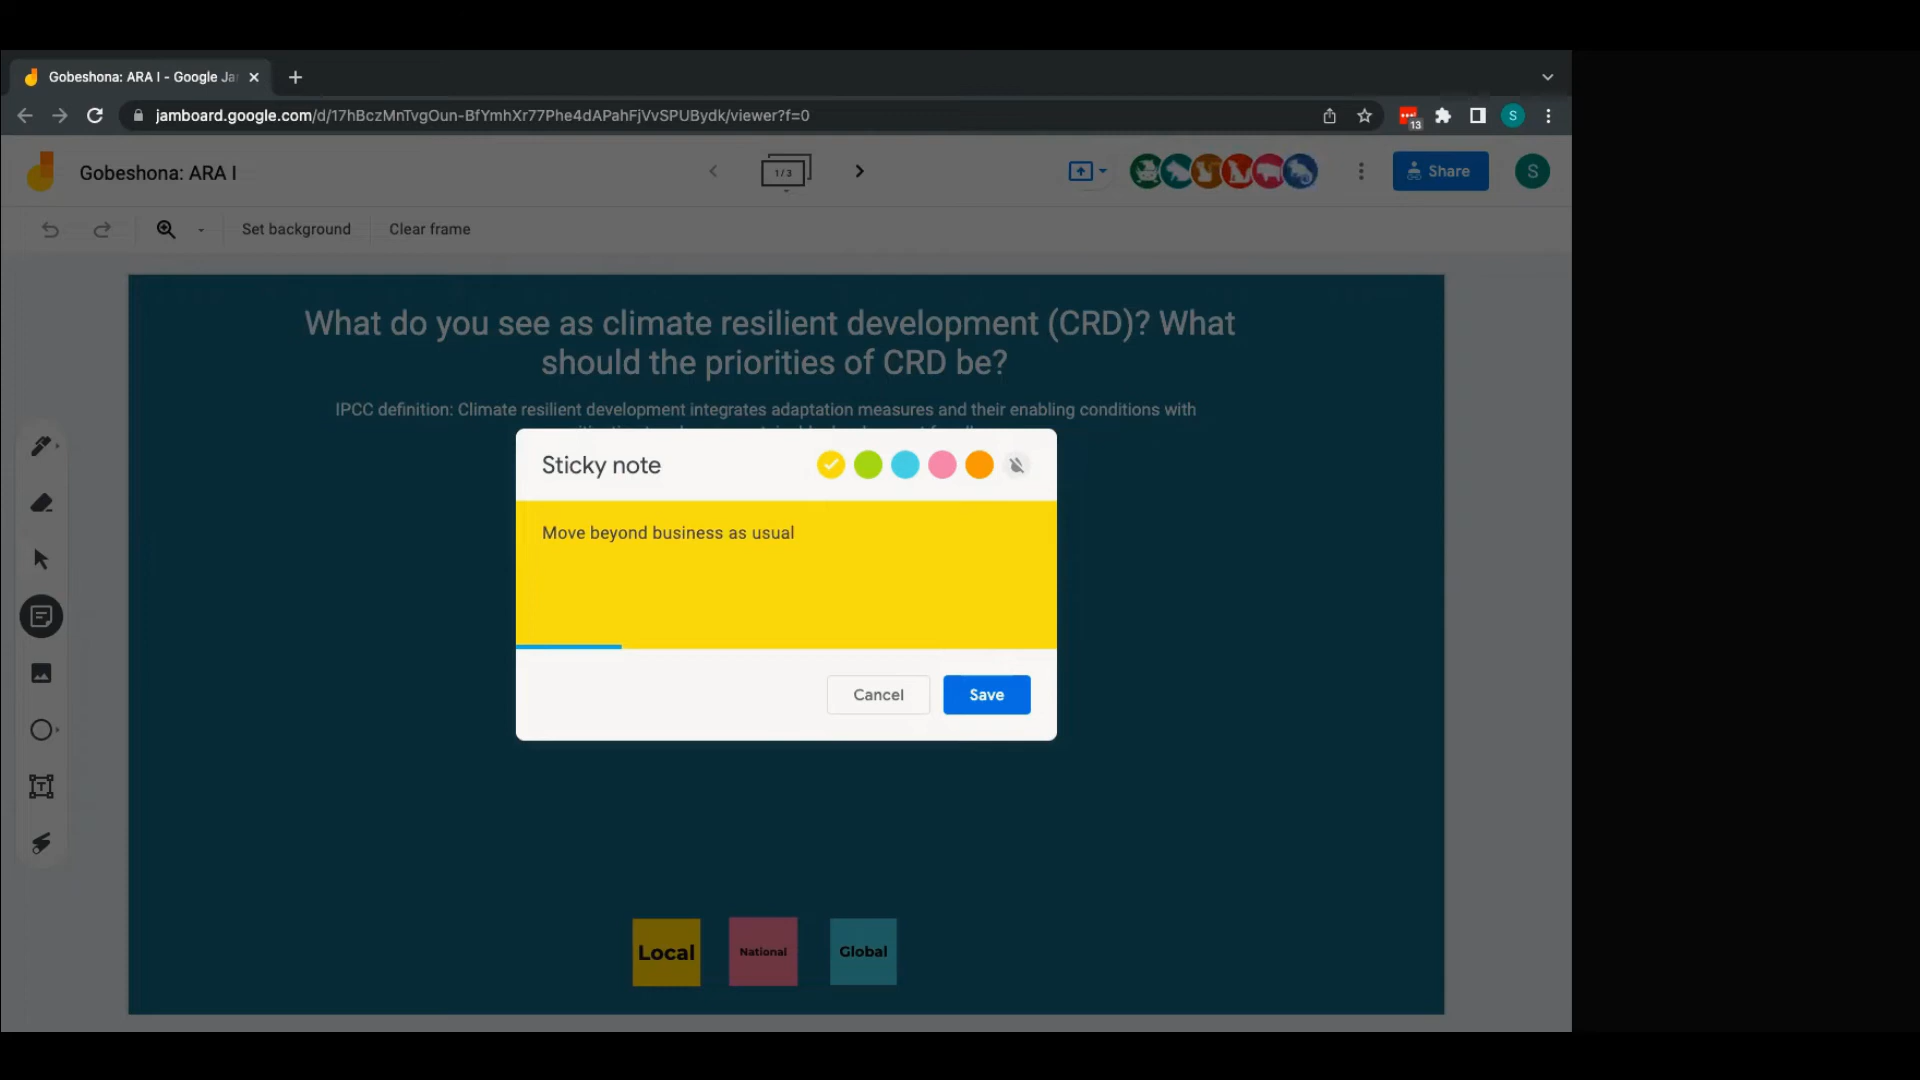 Gobeshona: ARA I - Google Ja
jamboard.google.com/d/17hBczMnTvgOun-BfYmhXr77Phe4dAPahFjVvSPUBydk/viewer?f=0
13
S
Gobeshona: ARA I
1/3
Share
S
Set background
Clear frame
What do you see as climate resilient development (CRD)? What
should the priorities of CRD be?
IPCC definition: Climate resilient development integrates adaptation measures and their enabling conditions with
Sticky note
Move beyond business as usual
Cancel
Save
Local
National
Global